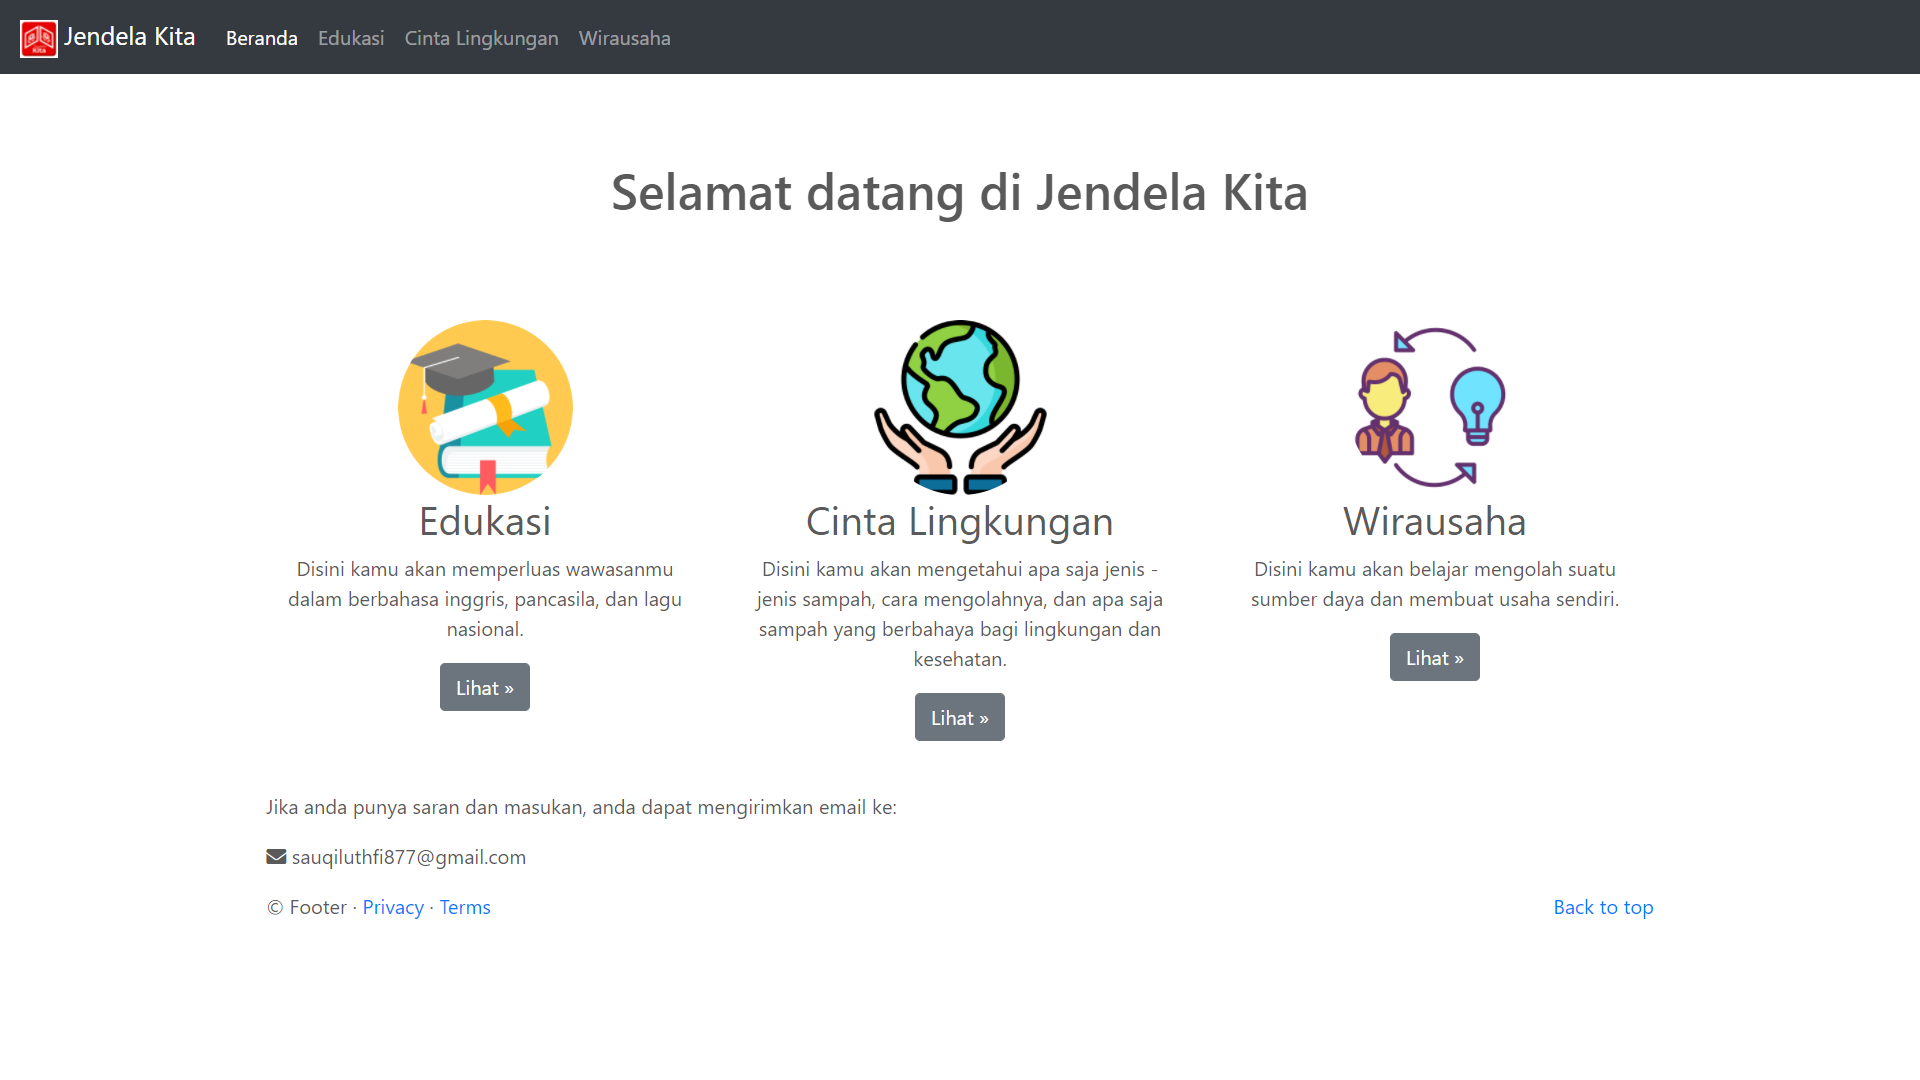 Kita
Jendela Kita
Beranda
Edukasi
Cinta Lingkungan
Wirausaha
Selamat datang di Jendela Kita
Edukasi
Disini kamu akan memperluas wawasanmu
dalam berbahasa inggris, pancasila, dan lagu
nasional.
Lihat »
Cinta Lingkungan
Disini kamu akan mengetahui apa saja jenis -
jenis sampah, cara mengolahnya, dan apa saja
sampah yang berbahaya bagi lingkungan dan
kesehatan.
Lihat »
Wirausaha
Disini kamu akan belajar mengolah suatu
sumber daya dan membuat usaha sendiri.
Lihat »
Jika anda punya saran dan masukan, anda dapat mengirimkan email ke:
sauqiluthfi877@gmail.com
© Footer · Privacy · Terms
Back to top